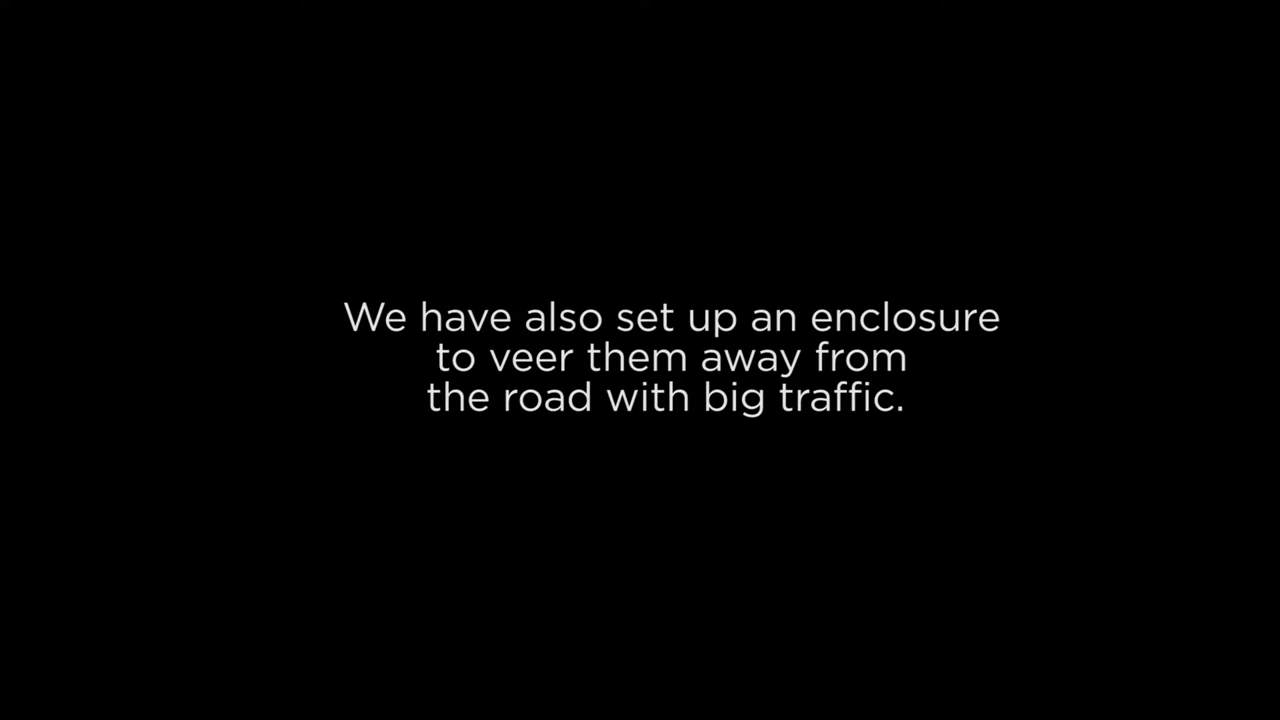 We have also set up an enclosure
to veer them away from
the road with big traffic.